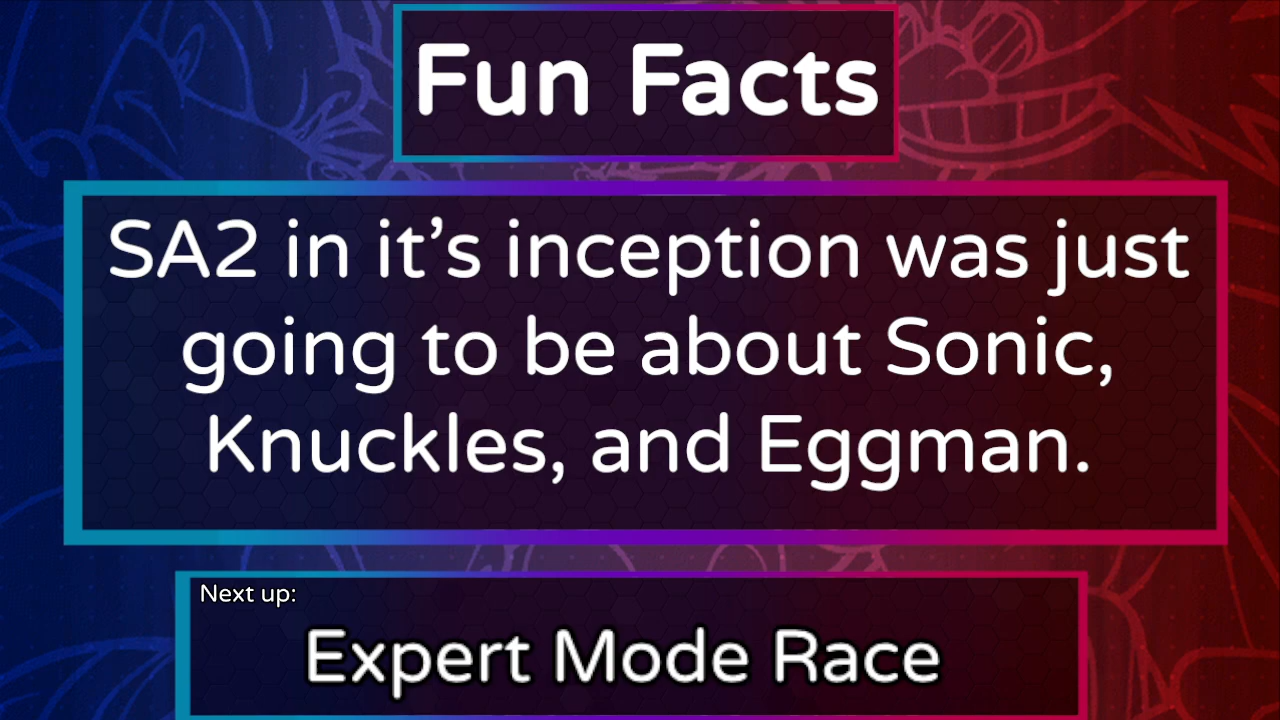 Fun Facts
SA2 in it’s inception was just
going to be about Sonic,
Knuckles, and Eggman.
Next up:
Expert Mode Race